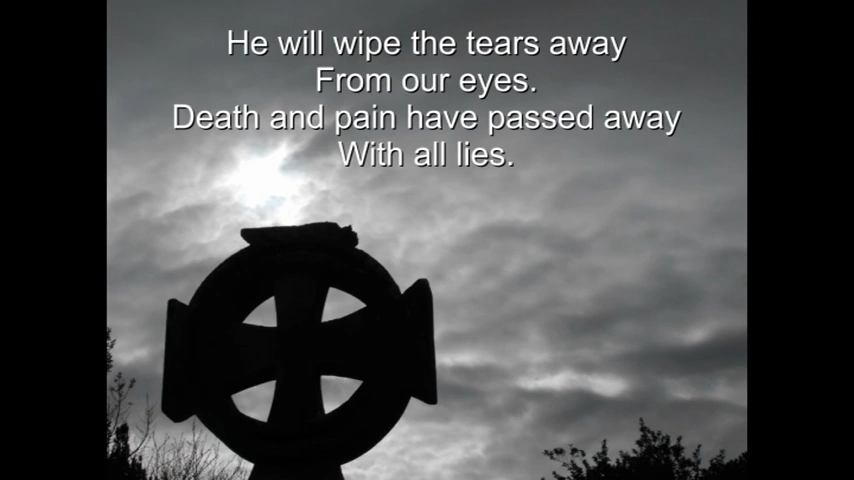 He will wipe the tears away
From our eyes.
Death and pain have passed away
With all lies.